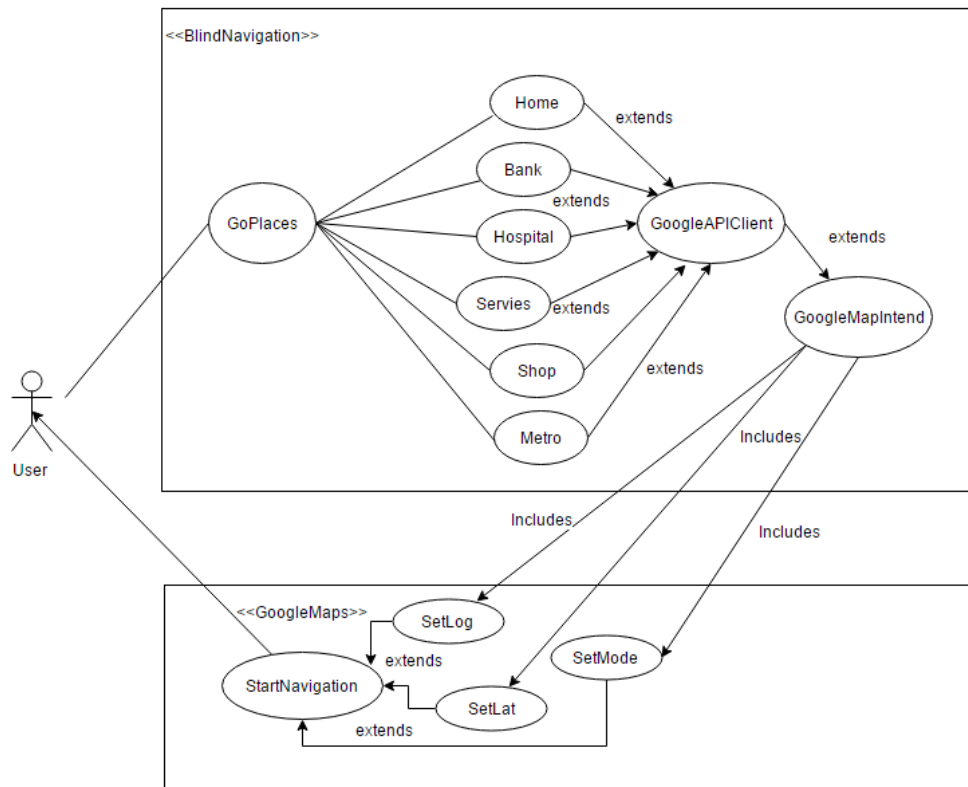 <<BlindNavigation>>
Home
extends
Bank
extends
GoPlaces
Hospital
GoogleAPIClient
extends
Servies
extends
GoogleMapIntend
Shop
extends
Metro
Includes
User
Includes
Includes
<<GoogleMaps>>
SetLog
extends
SetMode
StartNavigation
SetLat
extends